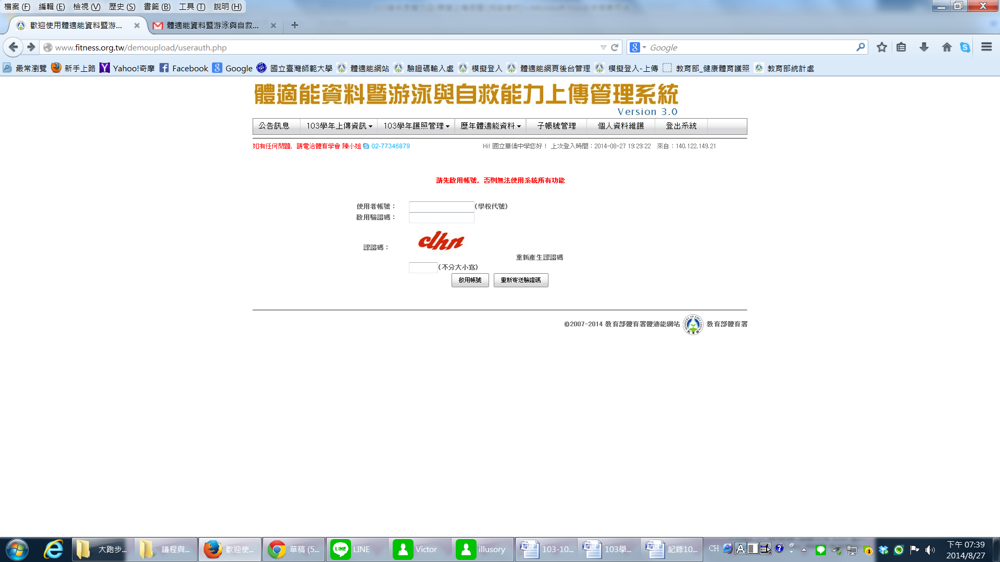 檔案 (F) 編輯 (E) 檢視 (V) 歷史 (S) 書籤 (B) 工具 (T) 說明 (H)
歡迎使用體適能資料暨游... 體適能資料暨游泳與自救...
www.fitness.org.tw/demoupload/userauth.php Google
最常瀏覽 新手上路 Yahoo!奇摩 Facebook Google 國立臺灣師範大學 體適能網站 驗證碼輸入處 模擬登入 體適能網頁後台管理 模擬登入-上傳 教育部_健康體育護照 教育部統計處
體適能資料暨游泳與自救能力上傳管理系統
Version 3.0
公告訊息 103學年上傳資訊 103學年護照管理 歷年體適能資料 子帳號管理 個人資料維護 登出系統
如有任何問題，請電洽體育學會 陳小姐 02-77346879 Hi! 國立華僑中學您好！ 上次登入時間：2014-08-27 19:29:22 來自：140.122.149.21
請先啟用帳號，否則無法使用系統所有功能
使用者帳號： (學校代號)
啟用驗證碼：
clhn
認證碼：
重新產生認證碼
(不分大小寫)
啟用帳號 重新寄送驗證碼
©2007-2014 教育部體育署體適能網站 教育部體育署
大跑步... 議程與... 歡迎使... 草稿 (5... LINE Victor illusory 103-10... 103學... 記錄10... CH
下午 07:39
2014/8/27